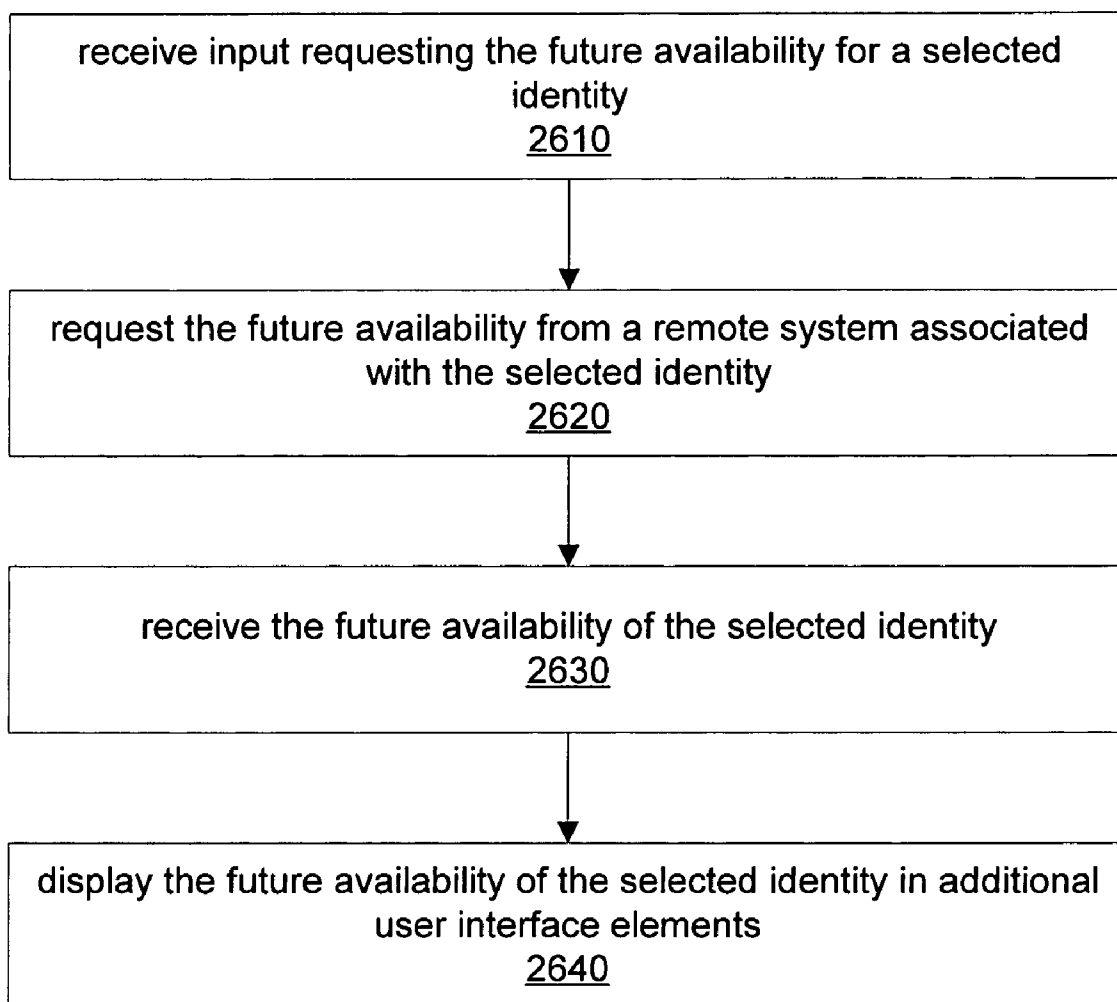 receive input requesting the future availability for a selected
identity
2610
request the future availability from a remote system associated
with the selected identity
2620
receive the future availability of the selected identity
2630
display the future availability of the selected identity in additional
user interface elements
2640